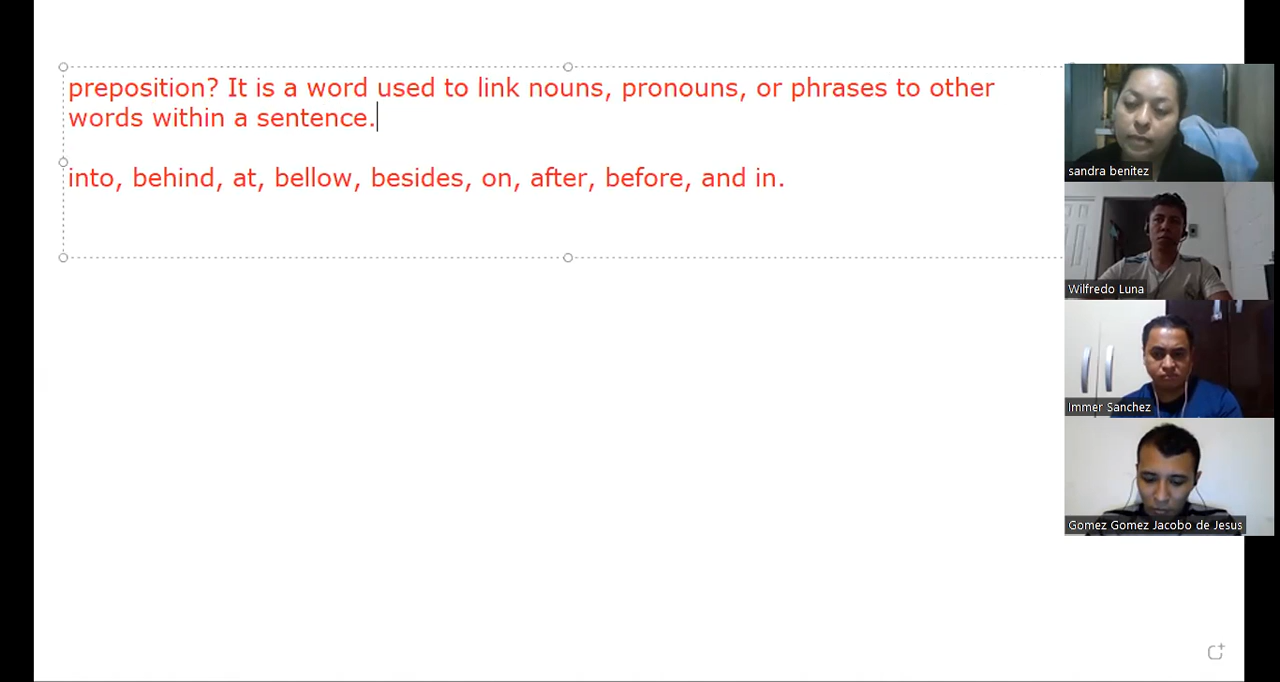 preposition? It is a word used to link nouns, pronouns, or phrases to other
words within a sentence.
into, behind, at, bellow, besides, on, after, before, and in.
sandra benitez
Wilfredo Luna
Immer Sanchez
Gomez Gomez Jacobo de Jesus